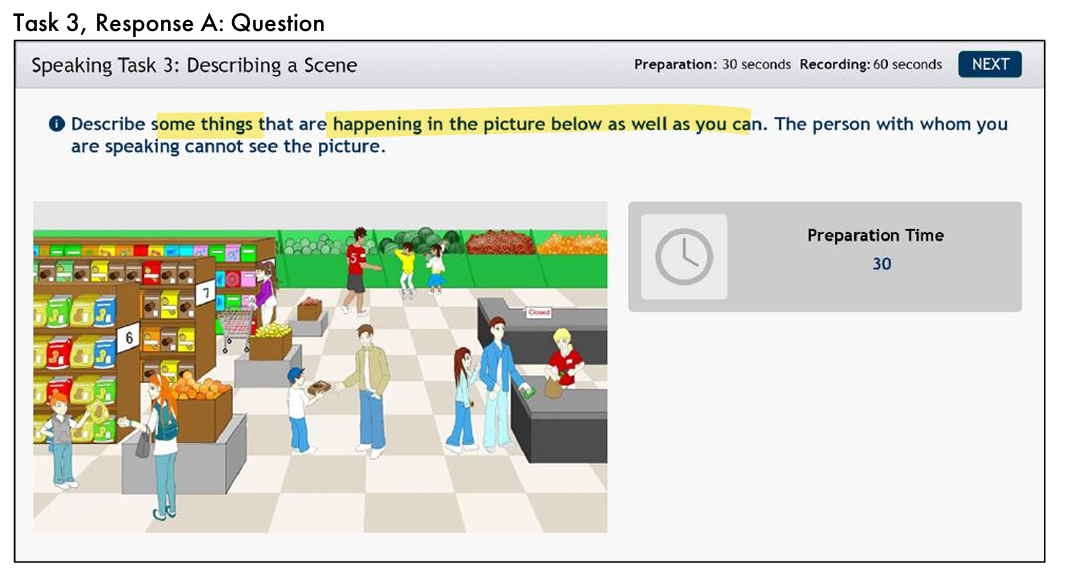 Task 3, Response A: Question
Speaking Task 3: Describing a Scene
Preparation: 30 seconds Recording: 60 seconds
NEXT
Describe some things that are happening in the picture below as well as you can. The person with whom you
are speaking cannot see the picture.
Preparation Time
30
5
7
6
Closed